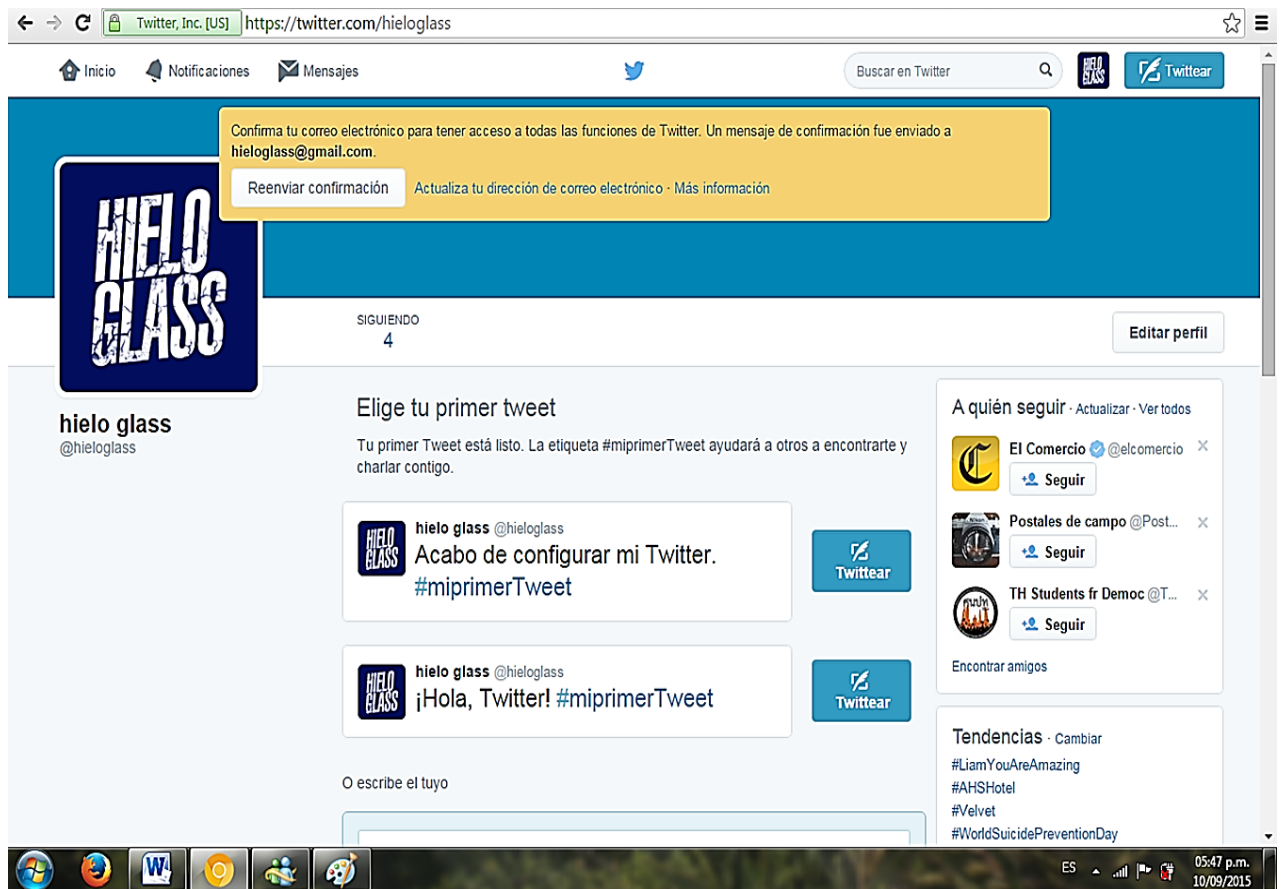 Twitter, Inc. [US] https://twitter.com/hieloglass
Inicio Notificaciones Mensajes Buscar en Twitter HIELO GLASS Twittear
Confirma tu correo electrónico para tener acceso a todas las funciones de Twitter. Un mensaje de confirmación fue enviado a
hieloglass@gmail.com.
Reenviar confirmación Actualiza tu dirección de correo electrónico · Más información
HIELO
GLASS
SIGUIENDO
4
Editar perfil
hielo glass
@hieloglass
Elige tu primer tweet
Tu primer Tweet está listo. La etiqueta #miprimerTweet ayudará a otros a encontrarte y
charlar contigo.
HIELO
GLASS
hielo glass @hieloglass
Acabo de configurar mi Twitter.
#miprimerTweet
Twittear
HIELO
GLASS
hielo glass @hieloglass
¡Hola, Twitter! #miprimerTweet
Twittear
O escribe el tuyo
A quién seguir · Actualizar · Ver todos
El Comercio @elcomercio
Seguir
Postales de campo @Post...
Seguir
TH Students fr Democ @T...
Seguir
Encontrar amigos
Tendencias · Cambiar
#LiamYouAreAmazing
#AHSHotel
#Velvet
#WorldSuicidePreventionDay
ES
05:47 p.m.
10/09/2015